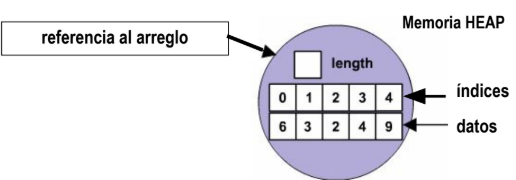 Memoria HEAP
referencia al arreglo
length
0 1 2 3 4
índices
6 3 2 4 9
datos